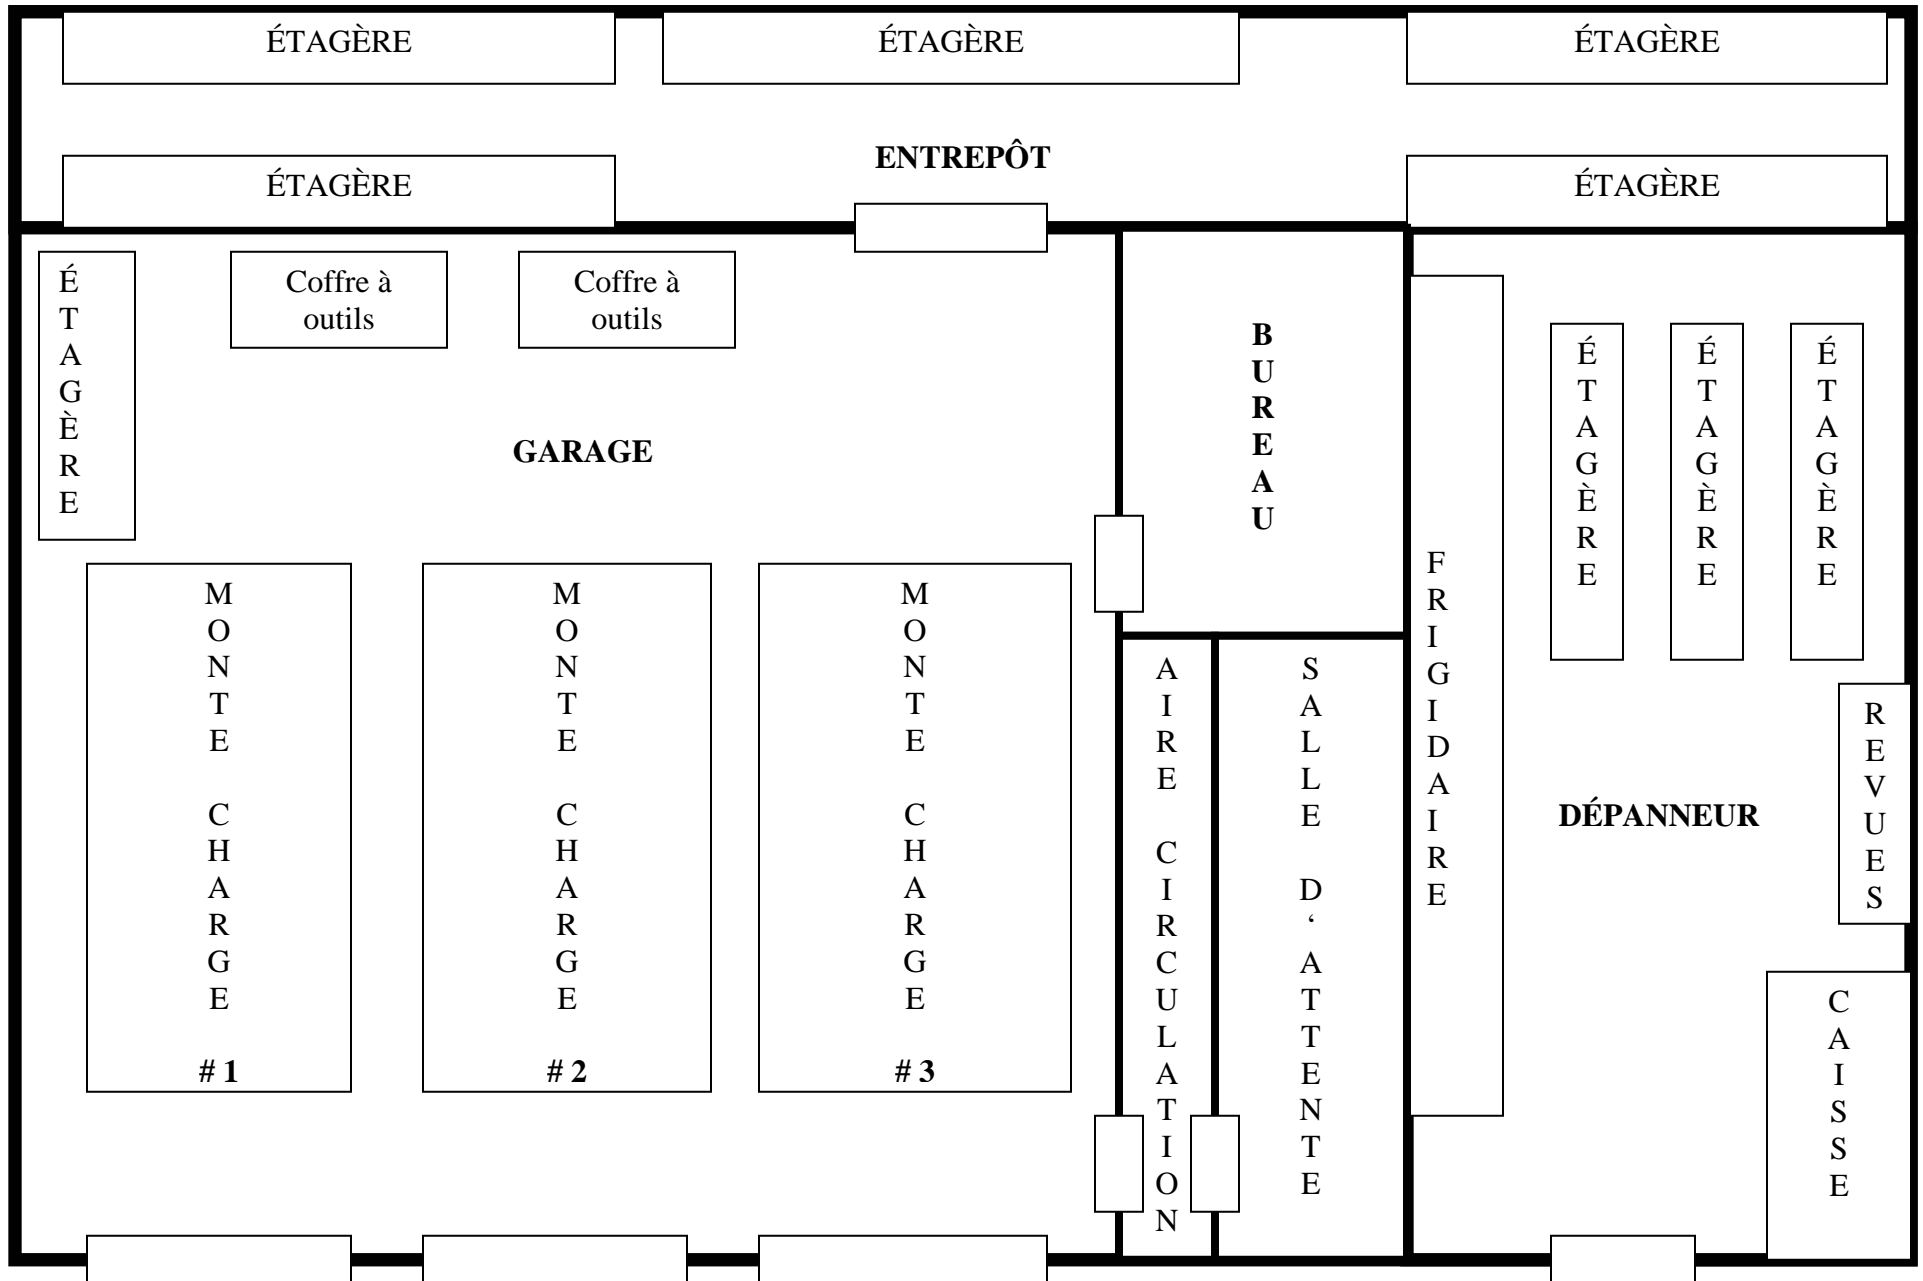 ÉTAGÈRE
ÉTAGÈRE
ÉTAGÈRE
ENTREPÔT
ÉTAGÈRE
ÉTAGÈRE
ÉTAGÈRE
Coffre à
outils
Coffre à
outils
GARAGE
BUREAU
MONTE CHARGE
# 1
MONTE CHARGE
# 2
MONTE CHARGE
# 3
AIRE CIRCULATION
SALLE D‘ATTENTE
FRIGIDAIRE
ÉTAGÈRE
ÉTAGÈRE
ÉTAGÈRE
DÉPANNEUR
REVUES
CAISSE